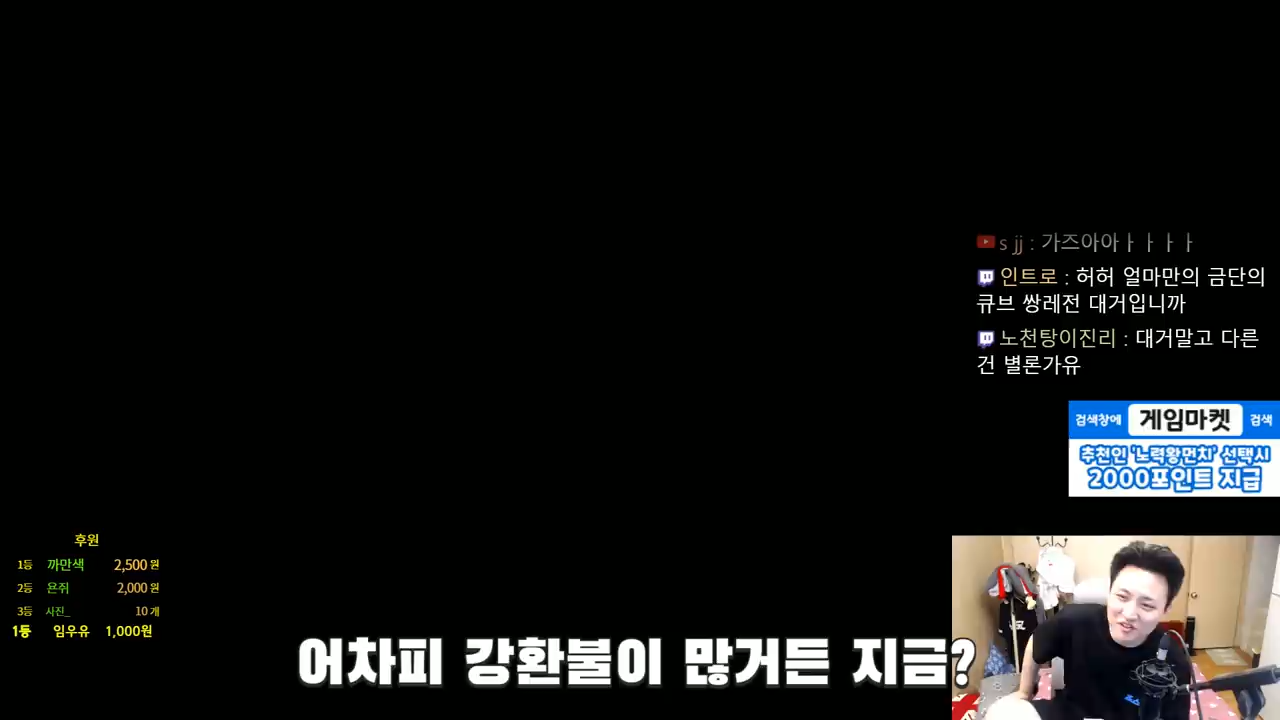 s jj : 가즈아아ㅏㅏㅏㅏ
인트로 : 허허 얼마만의 금단의
큐브 쌍레전 대거입니까
노천탕이진리 : 대거말고 다른
건 별론가유
검색창에 게임마켓 검색
추천인 '노력왕먼치' 선택시
2000포인트 지급
후원
1등 까만색 2,500 원
2등 욘쥐 2,000 원
3등 사진_ 10 개
1등 임우유 1,000원
어차피 강환불이 많거든 지금?